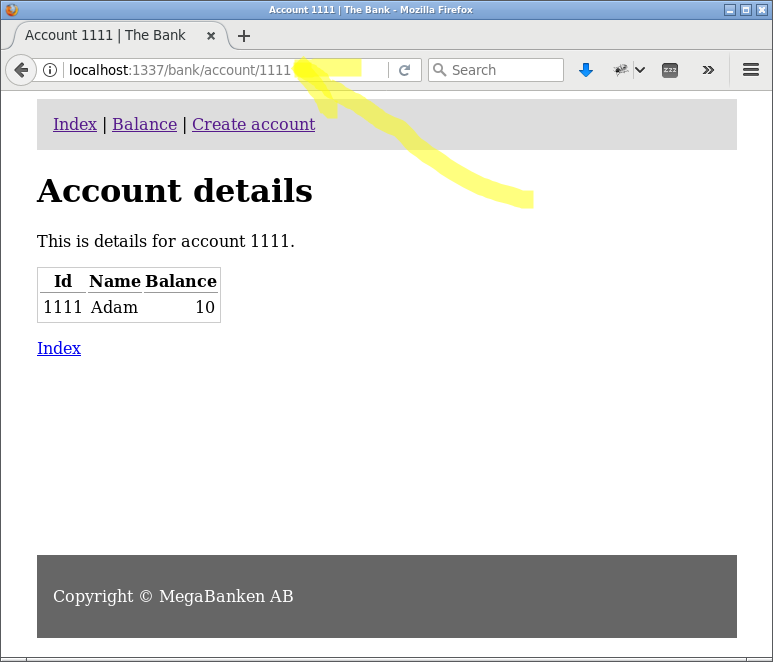 Account 1111 | The Bank - Mozilla Firefox
Account 1111 | The Bank
localhost:1337/bank/account/1111
Search
zzz
Index | Balance | Create account
Account details
This is details for account 1111.
Id Name Balance
1111 Adam 10
Index
Copyright © MegaBanken AB